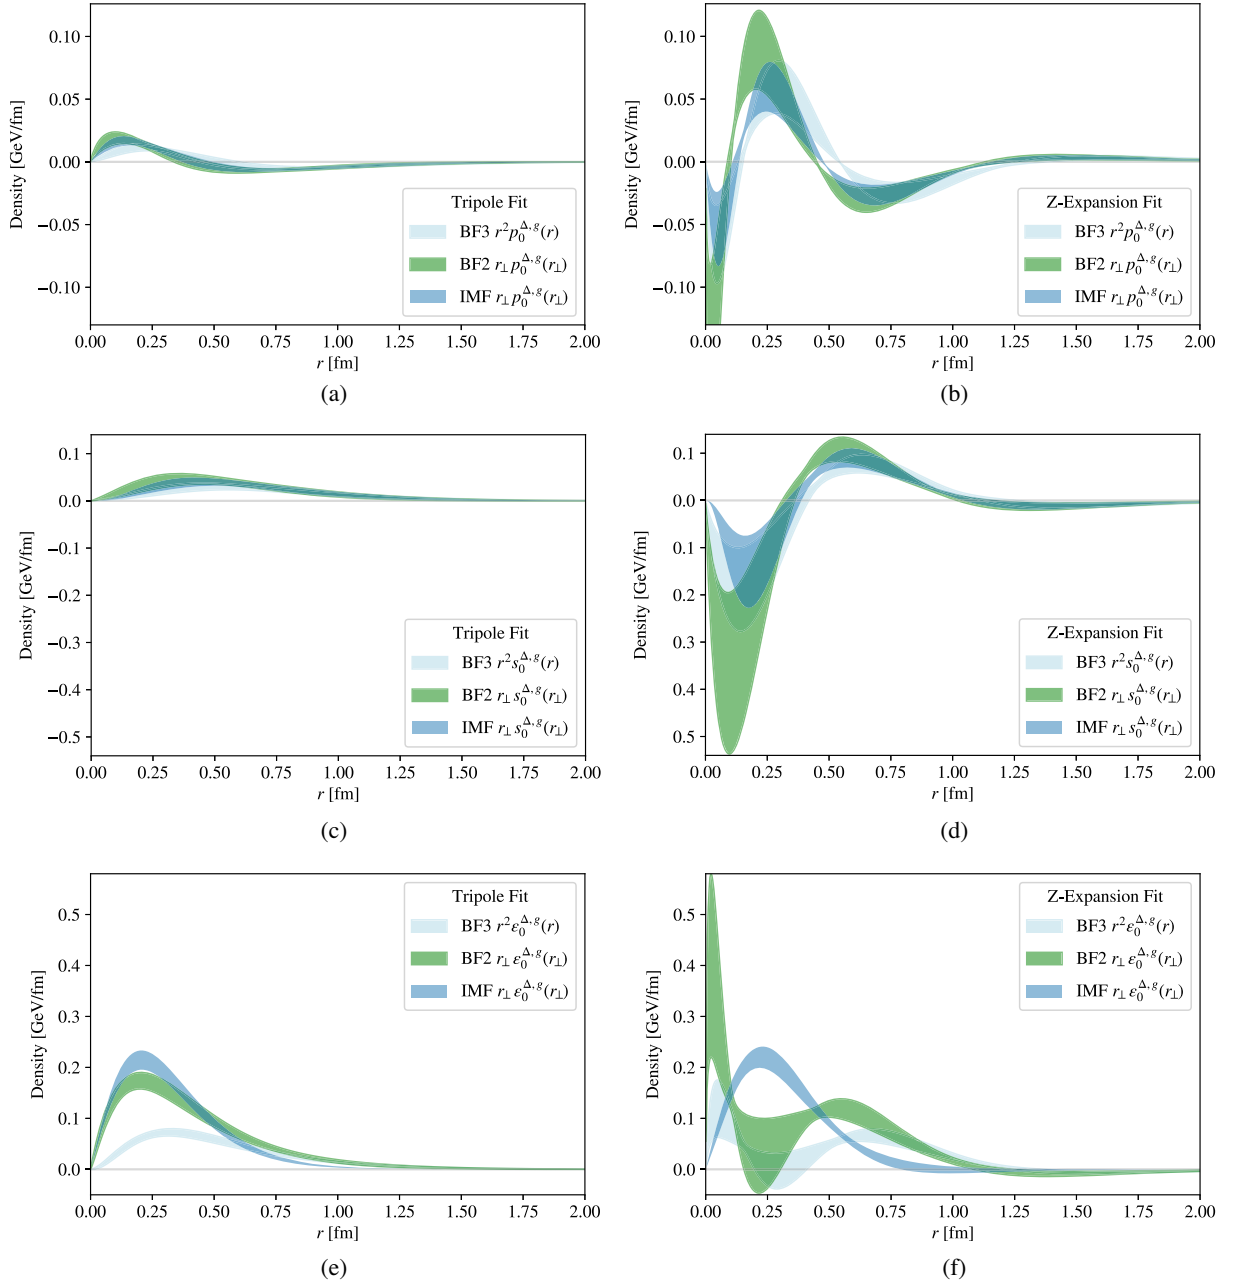 0.10
0.05
0.00
−0.05
−0.10
Density [GeV/fm]
Tripole Fit
BF3 r²p₀^{Δ,g}(r)
BF2 r⊥p₀^{Δ,g}(r⊥)
IMF r⊥p₀^{Δ,g}(r⊥)
0.00 0.25 0.50 0.75 1.00 1.25 1.50 1.75 2.00
r [fm]
(a)
0.10
0.05
0.00
−0.05
−0.10
Density [GeV/fm]
Z-Expansion Fit
BF3 r²p₀^{Δ,g}(r)
BF2 r⊥p₀^{Δ,g}(r⊥)
IMF r⊥p₀^{Δ,g}(r⊥)
0.00 0.25 0.50 0.75 1.00 1.25 1.50 1.75 2.00
r [fm]
(b)
0.1
0.0
−0.1
−0.2
−0.3
−0.4
−0.5
Density [GeV/fm]
Tripole Fit
BF3 r²s₀^{Δ,g}(r)
BF2 r⊥s₀^{Δ,g}(r⊥)
IMF r⊥s₀^{Δ,g}(r⊥)
0.00 0.25 0.50 0.75 1.00 1.25 1.50 1.75 2.00
r [fm]
(c)
0.1
0.0
0.1
0.2
0.3
0.4
0.5
Density [GeV/fm]
Z-Expansion Fit
BF3 r²s₀^{Δ,g}(r)
BF2 r⊥s₀^{Δ,g}(r⊥)
IMF r⊥s₀^{Δ,g}(r⊥)
0.00 0.25 0.50 0.75 1.00 1.25 1.50 1.75 2.00
r [fm]
(d)
0.5
0.4
0.3
0.2
0.1
0.0
Density [GeV/fm]
Tripole Fit
BF3 r²ε₀^{Δ,g}(r)
BF2 r⊥ε₀^{Δ,g}(r⊥)
IMF r⊥ε₀^{Δ,g}(r⊥)
0.00 0.25 0.50 0.75 1.00 1.25 1.50 1.75 2.00
r [fm]
(e)
0.5
0.4
0.3
0.2
0.1
0.0
Density [GeV/fm]
Z-Expansion Fit
BF3 r²ε₀^{Δ,g}(r)
BF2 r⊥ε₀^{Δ,g}(r⊥)
IMF r⊥ε₀^{Δ,g}(r⊥)
0.00 0.25 0.50 0.75 1.00 1.25 1.50 1.75 2.00
r [fm]
(f)